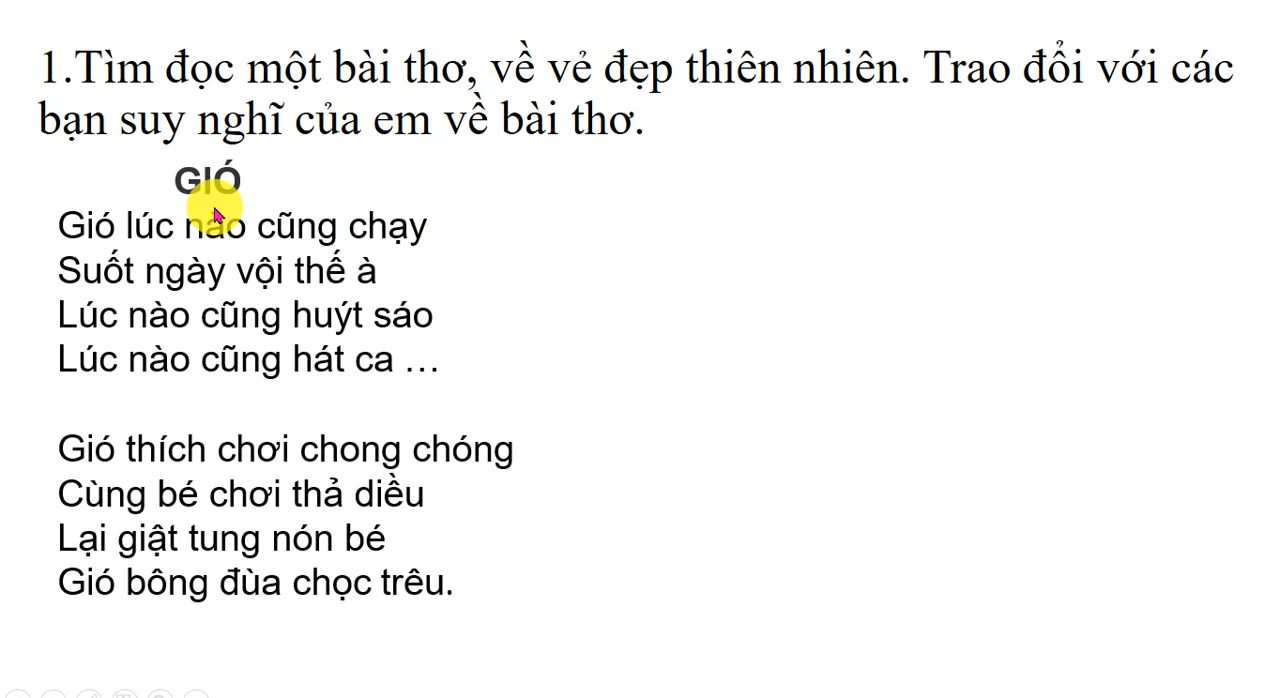 1.Tìm đọc một bài thơ, về vẻ đẹp thiên nhiên. Trao đổi với các
bạn suy nghĩ của em về bài thơ.
GIÓ
Gió lúc nào cũng chạy
Suốt ngày vội thế à
Lúc nào cũng huýt sáo
Lúc nào cũng hát ca …
Gió thích chơi chong chóng
Cùng bé chơi thả diều
Lại giật tung nón bé
Gió bông đùa chọc trêu.